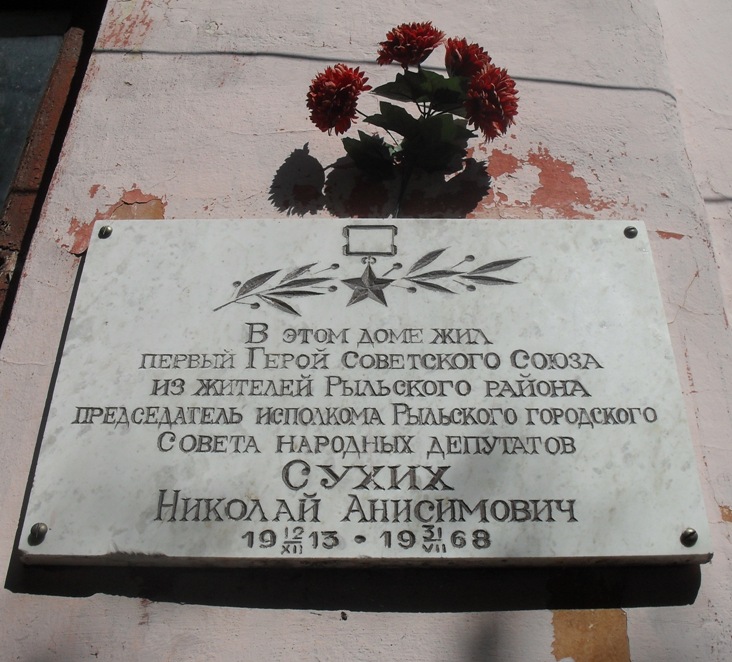 В этом доме жил
первый Герой Советского Союза
из жителей Рыльского района
председатель исполкома Рыльского городского
Совета народных депутатов
СУХИХ
Николай Анисимович
19 12/XII 13 • 19 31/VII 68